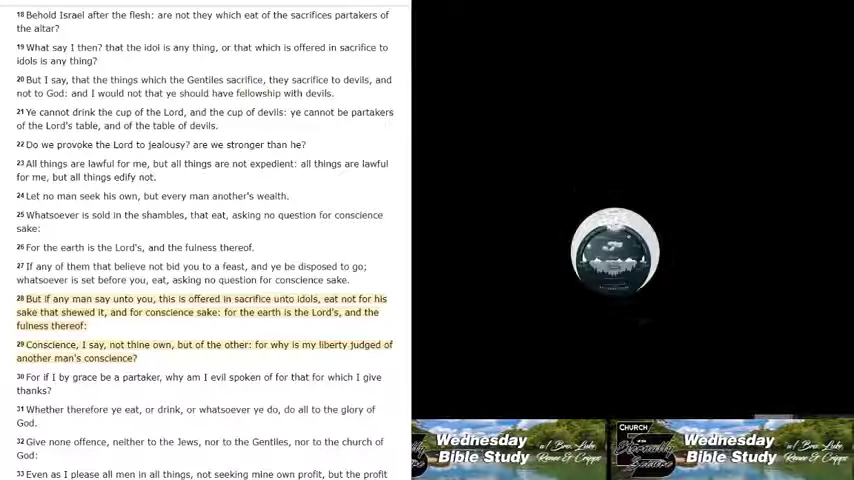 18 Behold Israel after the flesh: are not they which eat of the sacrifices partakers of
the altar?
19 What say I then? that the idol is any thing, or that which is offered in sacrifice to
idols is any thing?
20 But I say, that the things which the Gentiles sacrifice, they sacrifice to devils, and
not to God: and I would not that ye should have fellowship with devils.
21 Ye cannot drink the cup of the Lord, and the cup of devils: ye cannot be partakers
of the Lord's table, and of the table of devils.
22 Do we provoke the Lord to jealousy? are we stronger than he?
23 All things are lawful for me, but all things are not expedient: all things are lawful
for me, but all things edify not.
24 Let no man seek his own, but every man another's wealth.
25 Whatsoever is sold in the shambles, that eat, asking no question for conscience
sake:
26 For the earth is the Lord's, and the fulness thereof.
27 If any of them that believe not bid you to a feast, and ye be disposed to go;
whatsoever is set before you, eat, asking no question for conscience sake.
28 But if any man say unto you, this is offered in sacrifice unto idols, eat not for his
sake that shewed it, and for conscience sake: for the earth is the Lord's, and the
fulness thereof:
29 Conscience, I say, not thine own, but of the other: for why is my liberty judged of
another man's conscience?
30 For if I by grace be a partaker, why am I evil spoken of for that for which I give
thanks?
31 Whether therefore ye eat, or drink, or whatsoever ye do, do all to the glory of
God.
32 Give none offence, neither to the Jews, nor to the Gentiles, nor to the church of
God:
33 Even as I please all men in all things, not seeking mine own profit, but the profit
Wednesday
Bible Study
w/ Bro. Luke,
Renee & Cripps
CHURCH
of the
Eternally
Secure
Wednesday
Bible Study
w/ Bro. Luke,
Renee & Cripps